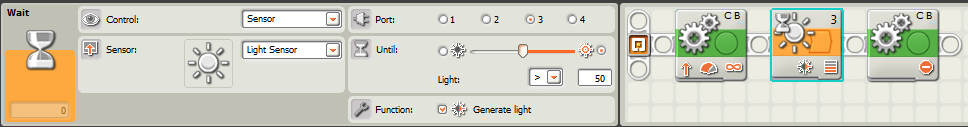 Wait
Control: Sensor
Sensor: Light Sensor
0
Port: 1 2 3 4
Until:
Light: > 50
Function: Generate light
C B
3
C B